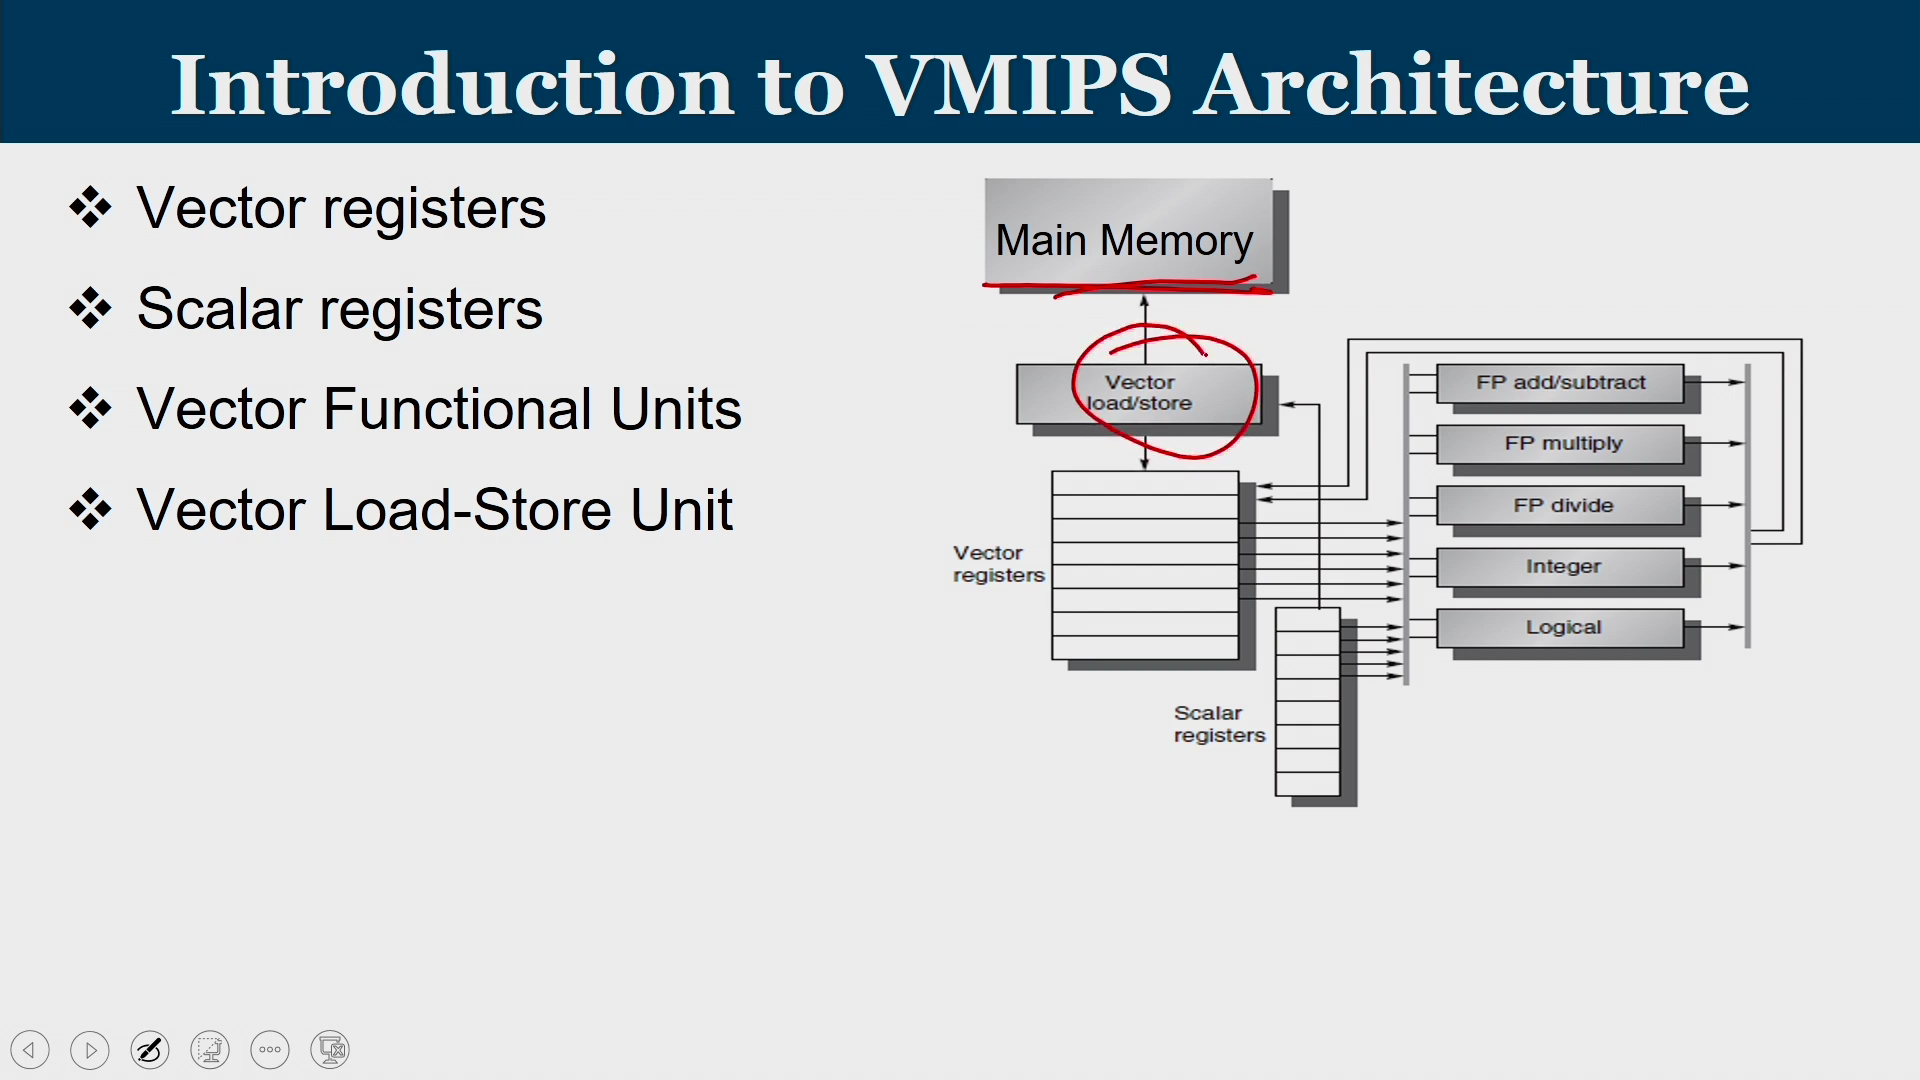 Introduction to VMIPS Architecture
Vector registers
Scalar registers
Vector Functional Units
Vector Load-Store Unit
Main Memory
Vector
load/store
FP add/subtract
FP multiply
FP divide
Integer
Logical
Vector
registers
Scalar
registers